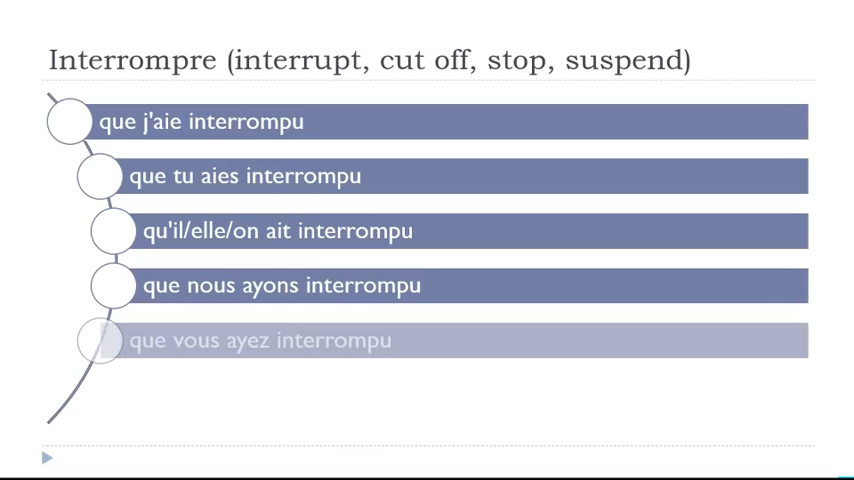 Interrompre (interrupt, cut off, stop, suspend)
que j'aie interrompu
que tu aies interrompu
qu'il/elle/on ait interrompu
que nous ayons interrompu
que vous ayez interrompu